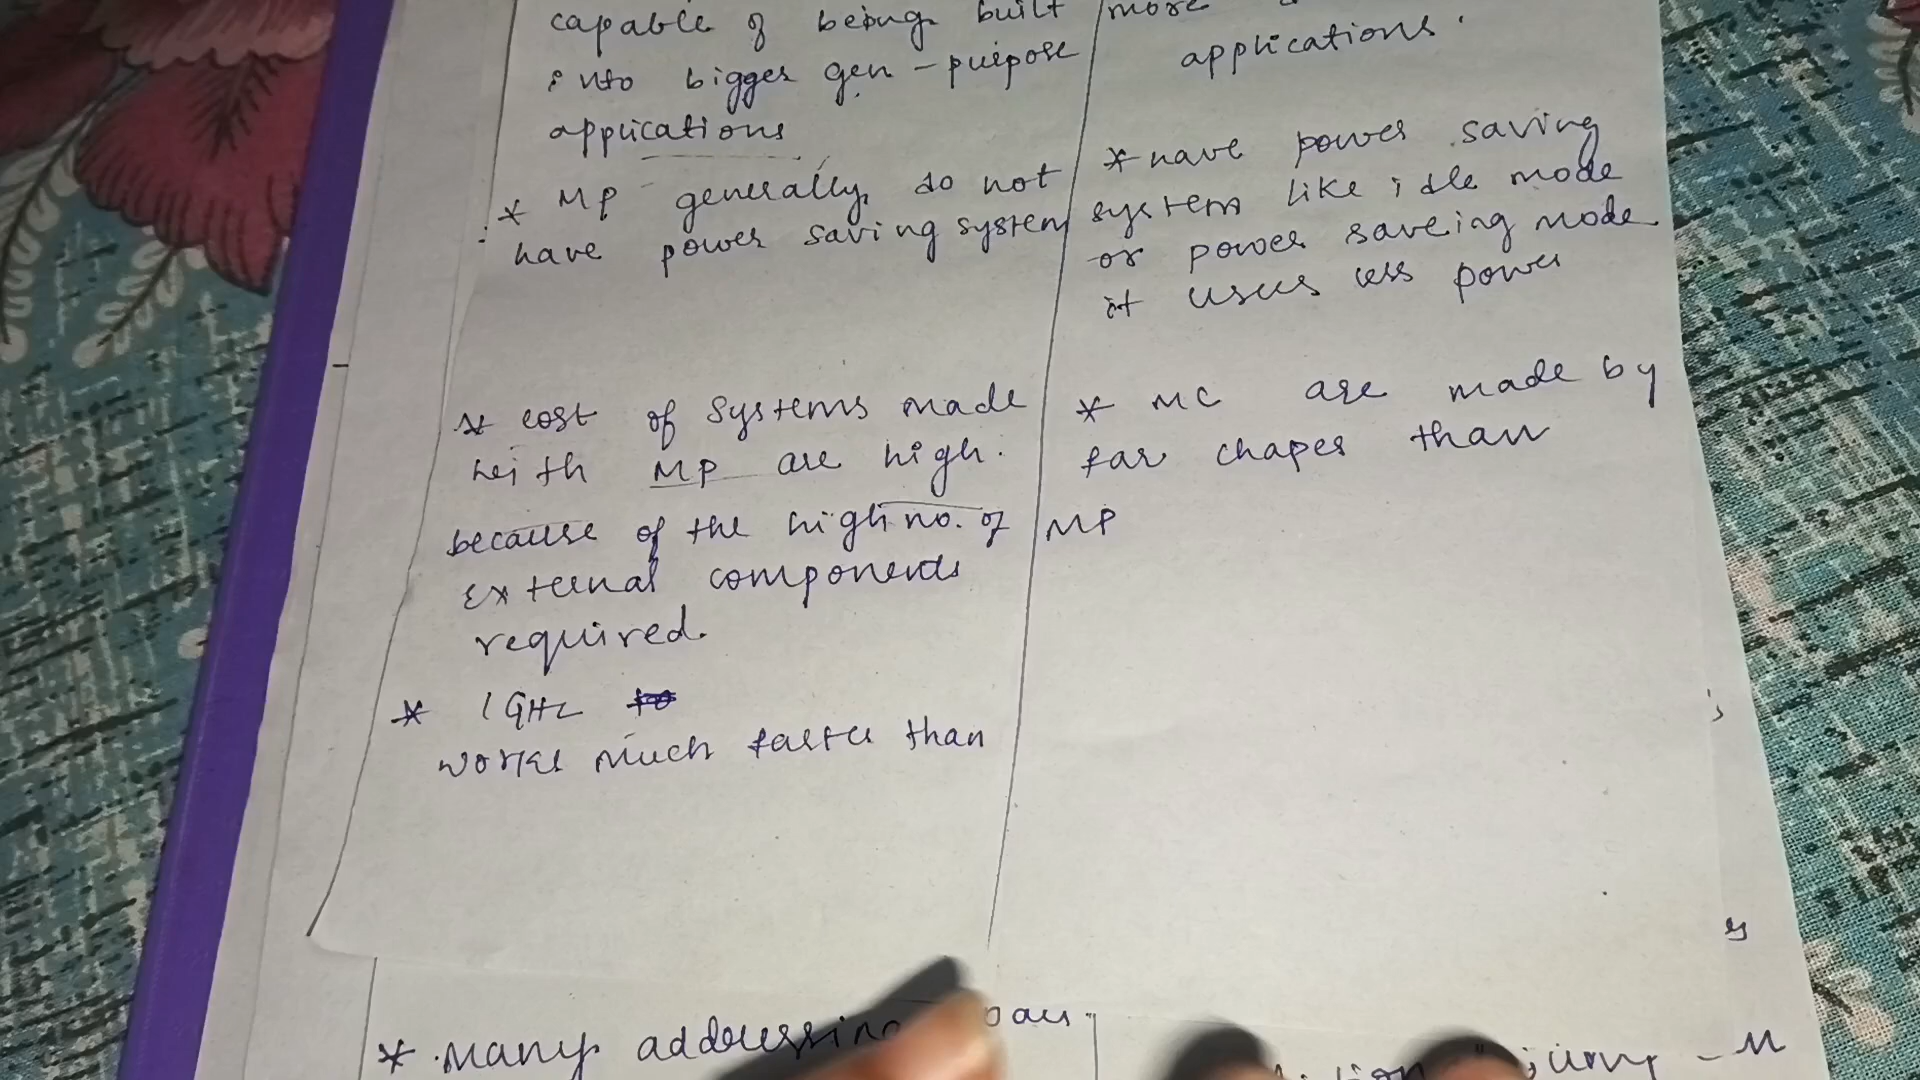 capable of being built
into bigger gen-purpose
applications
* MP generally do not
have power saving system
* cost of systems made
with MP are high.
because of the high no. of
external components
required.
* 1 GHz
works much faster than
more
applications.
* have power saving
system like idle mode
or power saveing mode
it uses less power
* MC are made by
far chaper than
MP
* Many addressing